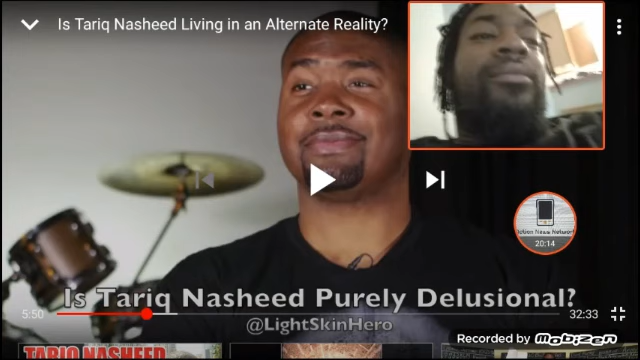 Is Tariq Nasheed Living in an Alternate Reality?
20:14
Is Tariq Nasheed Purely Delusional?
5:50
32:33
@LightSkinHero
Recorded by mobizen
TARIQ NASHEED